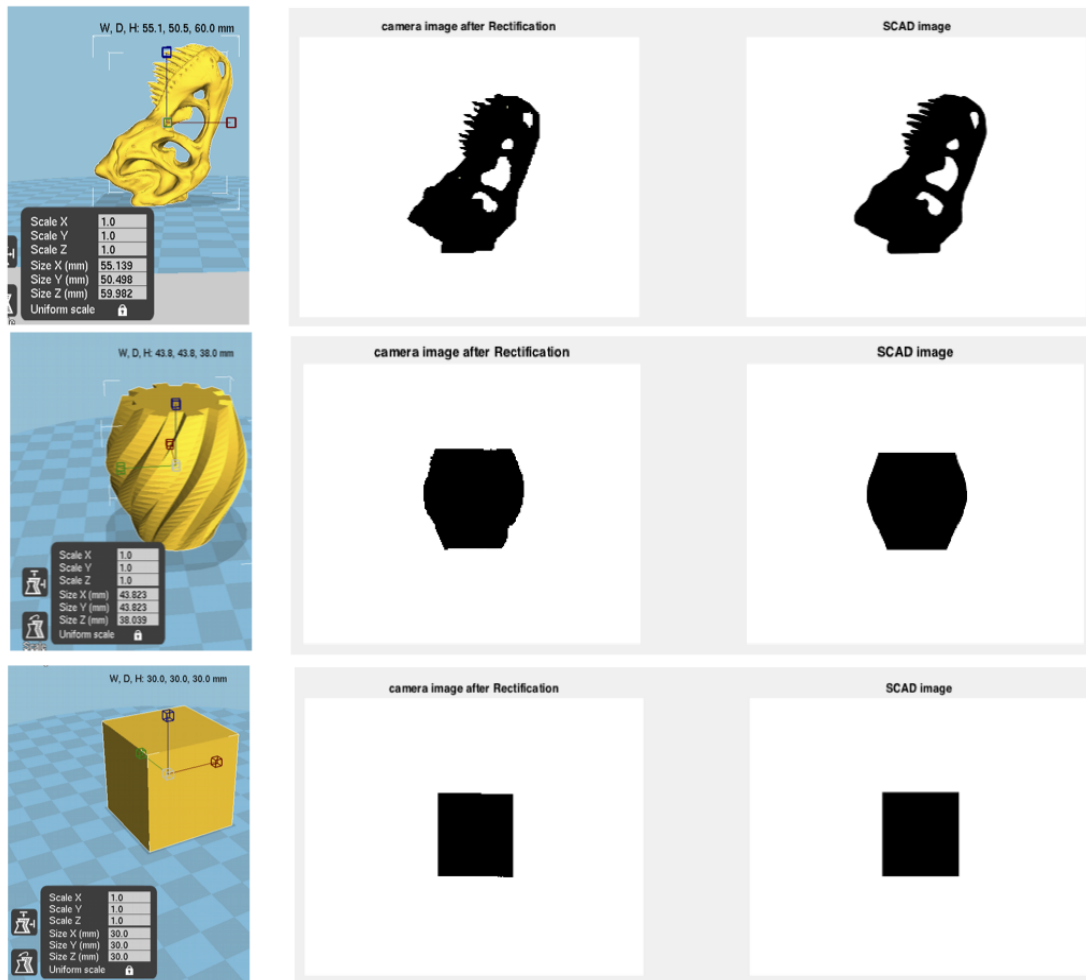 W, D, H: 55.1, 50.5, 60.0 mm
Scale X 1.0
Scale Y 1.0
Scale Z 1.0
Size X (mm) 55.139
Size Y (mm) 50.498
Size Z (mm) 59.982
Uniform scale
camera image after Rectification
SCAD image
W, D, H: 43.8, 43.8, 38.0 mm
Scale X 1.0
Scale Y 1.0
Scale Z 1.0
Size X (mm) 43.823
Size Y (mm) 43.823
Size Z (mm) 38.039
Uniform scale
camera image after Rectification
SCAD image
W, D, H: 30.0, 30.0, 30.0 mm
Scale X 1.0
Scale Y 1.0
Scale Z 1.0
Size X (mm) 30.0
Size Y (mm) 30.0
Size Z (mm) 30.0
Uniform scale
camera image after Rectification
SCAD image